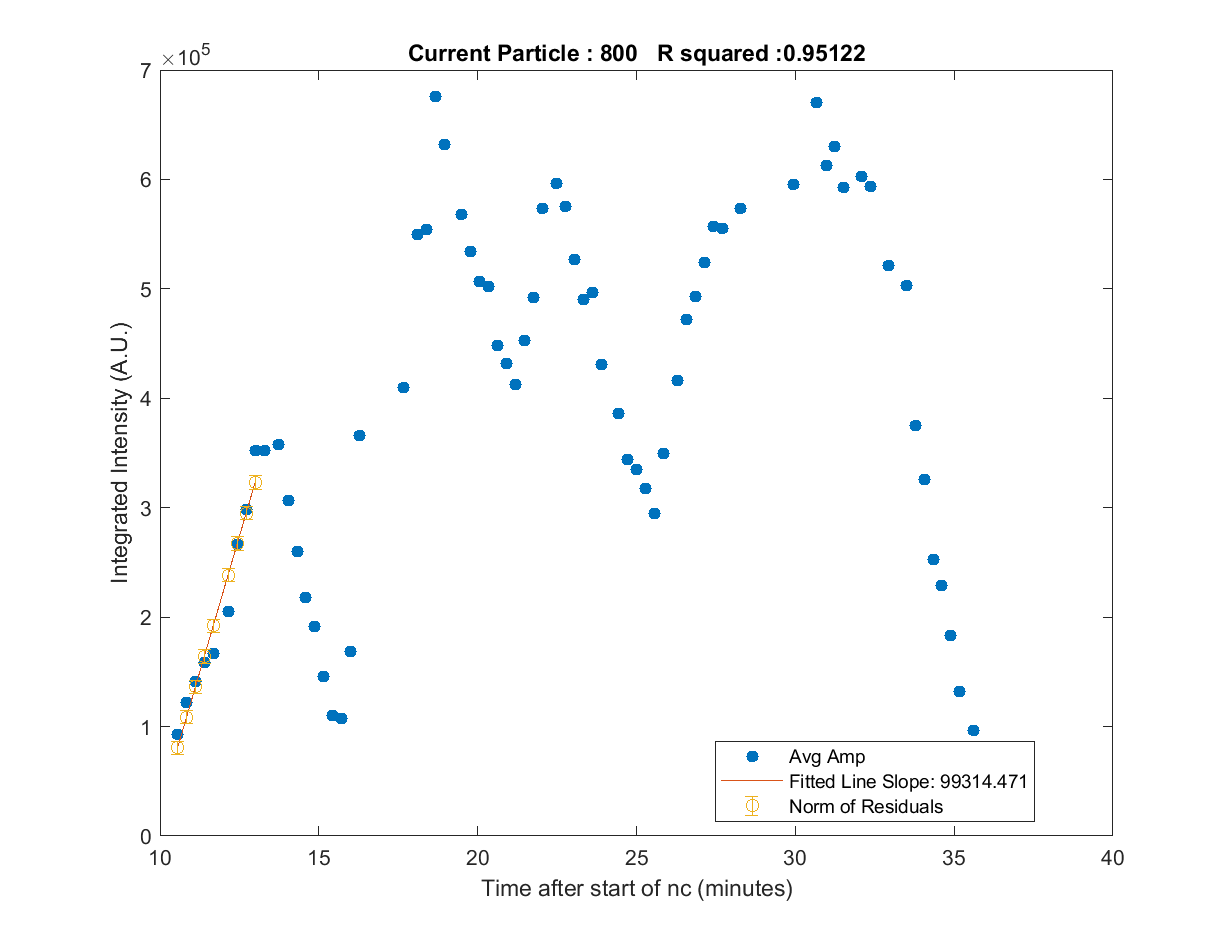 Current Particle : 800 R squared :0.95122
×10^5
7
6
5
4
3
2
1
0
Integrated Intensity (A.U.)
10 15 20 25 30 35 40
Time after start of nc (minutes)
Avg Amp
Fitted Line Slope: 99314.471
Norm of Residuals